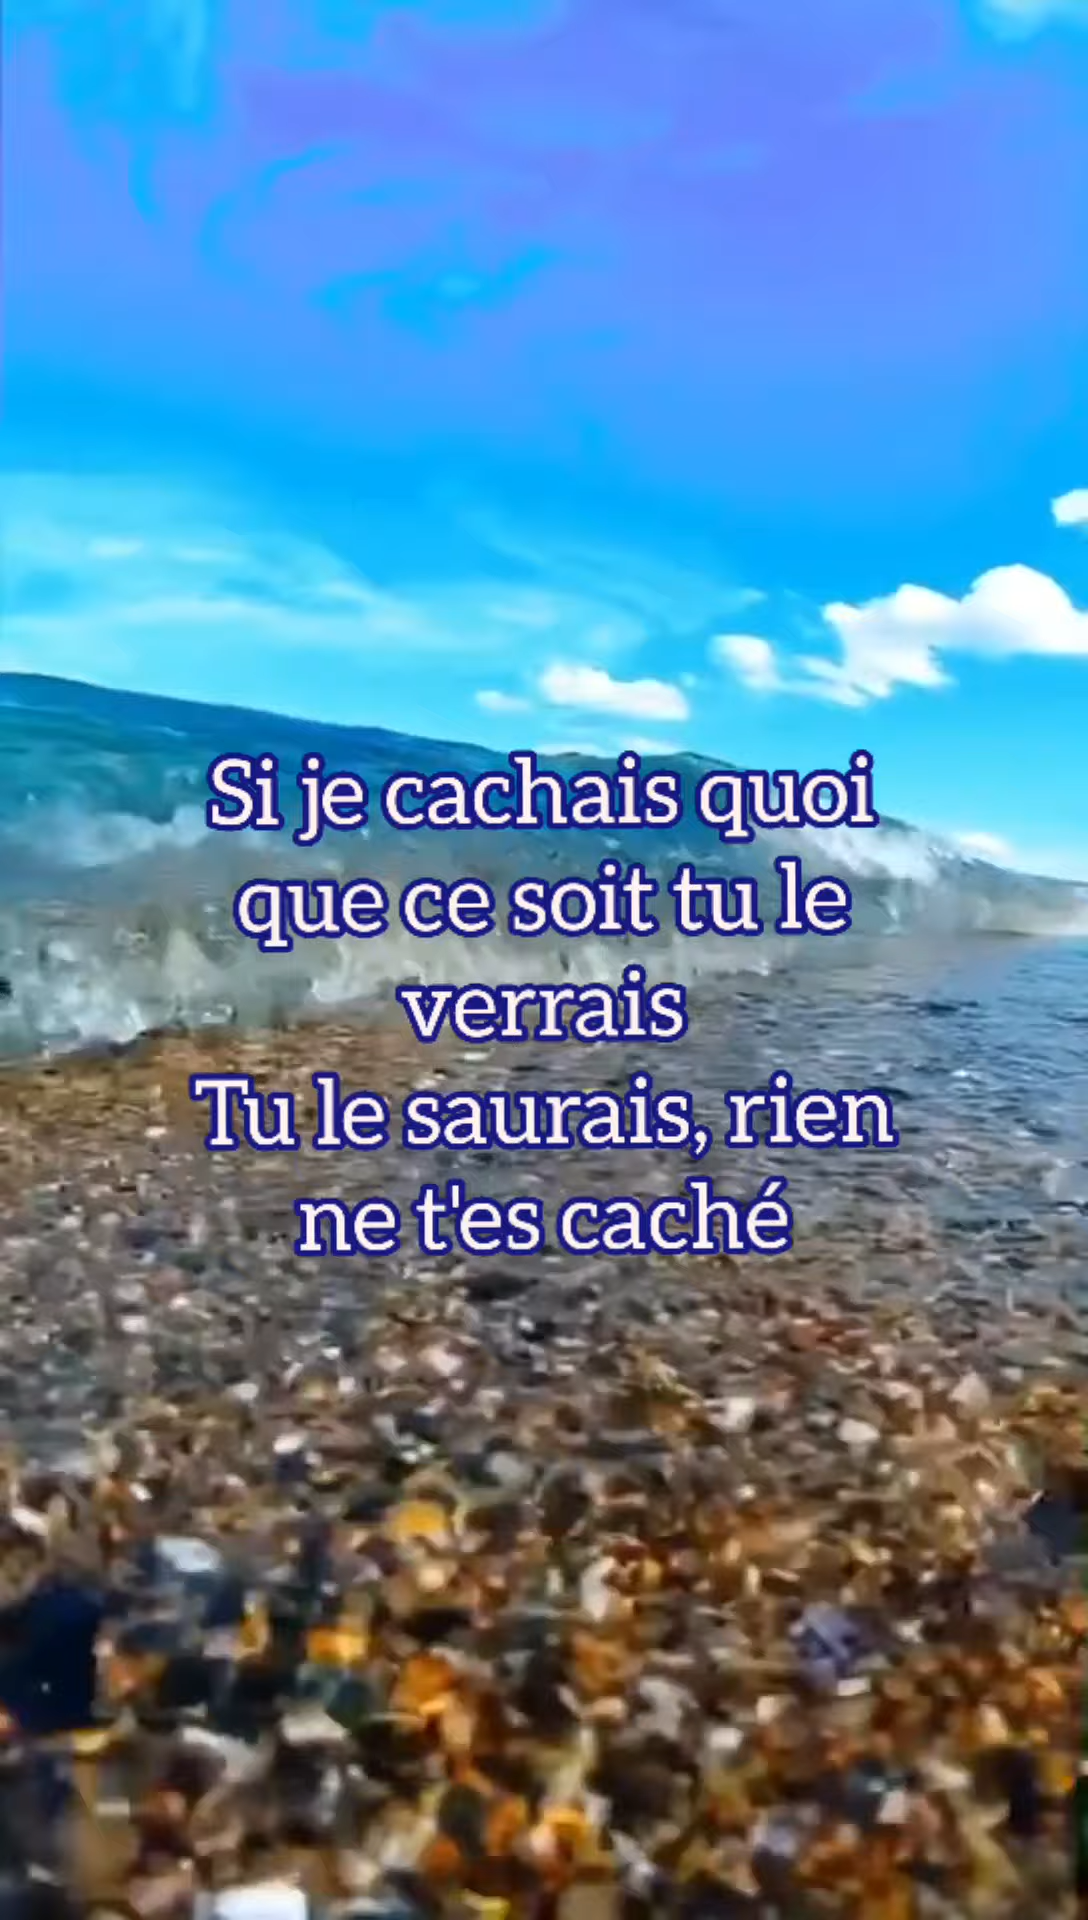 Si je cachais quoi
que ce soit tu le
verrais
Tu le saurais, rien
ne t'es caché